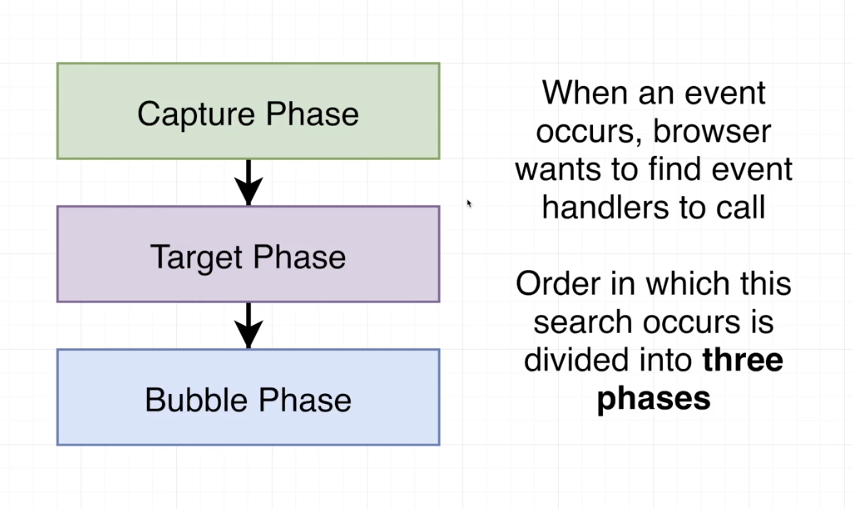 Capture Phase
Target Phase
Bubble Phase
When an event
occurs, browser
wants to find event
handlers to call
Order in which this
search occurs is
divided into three
phases